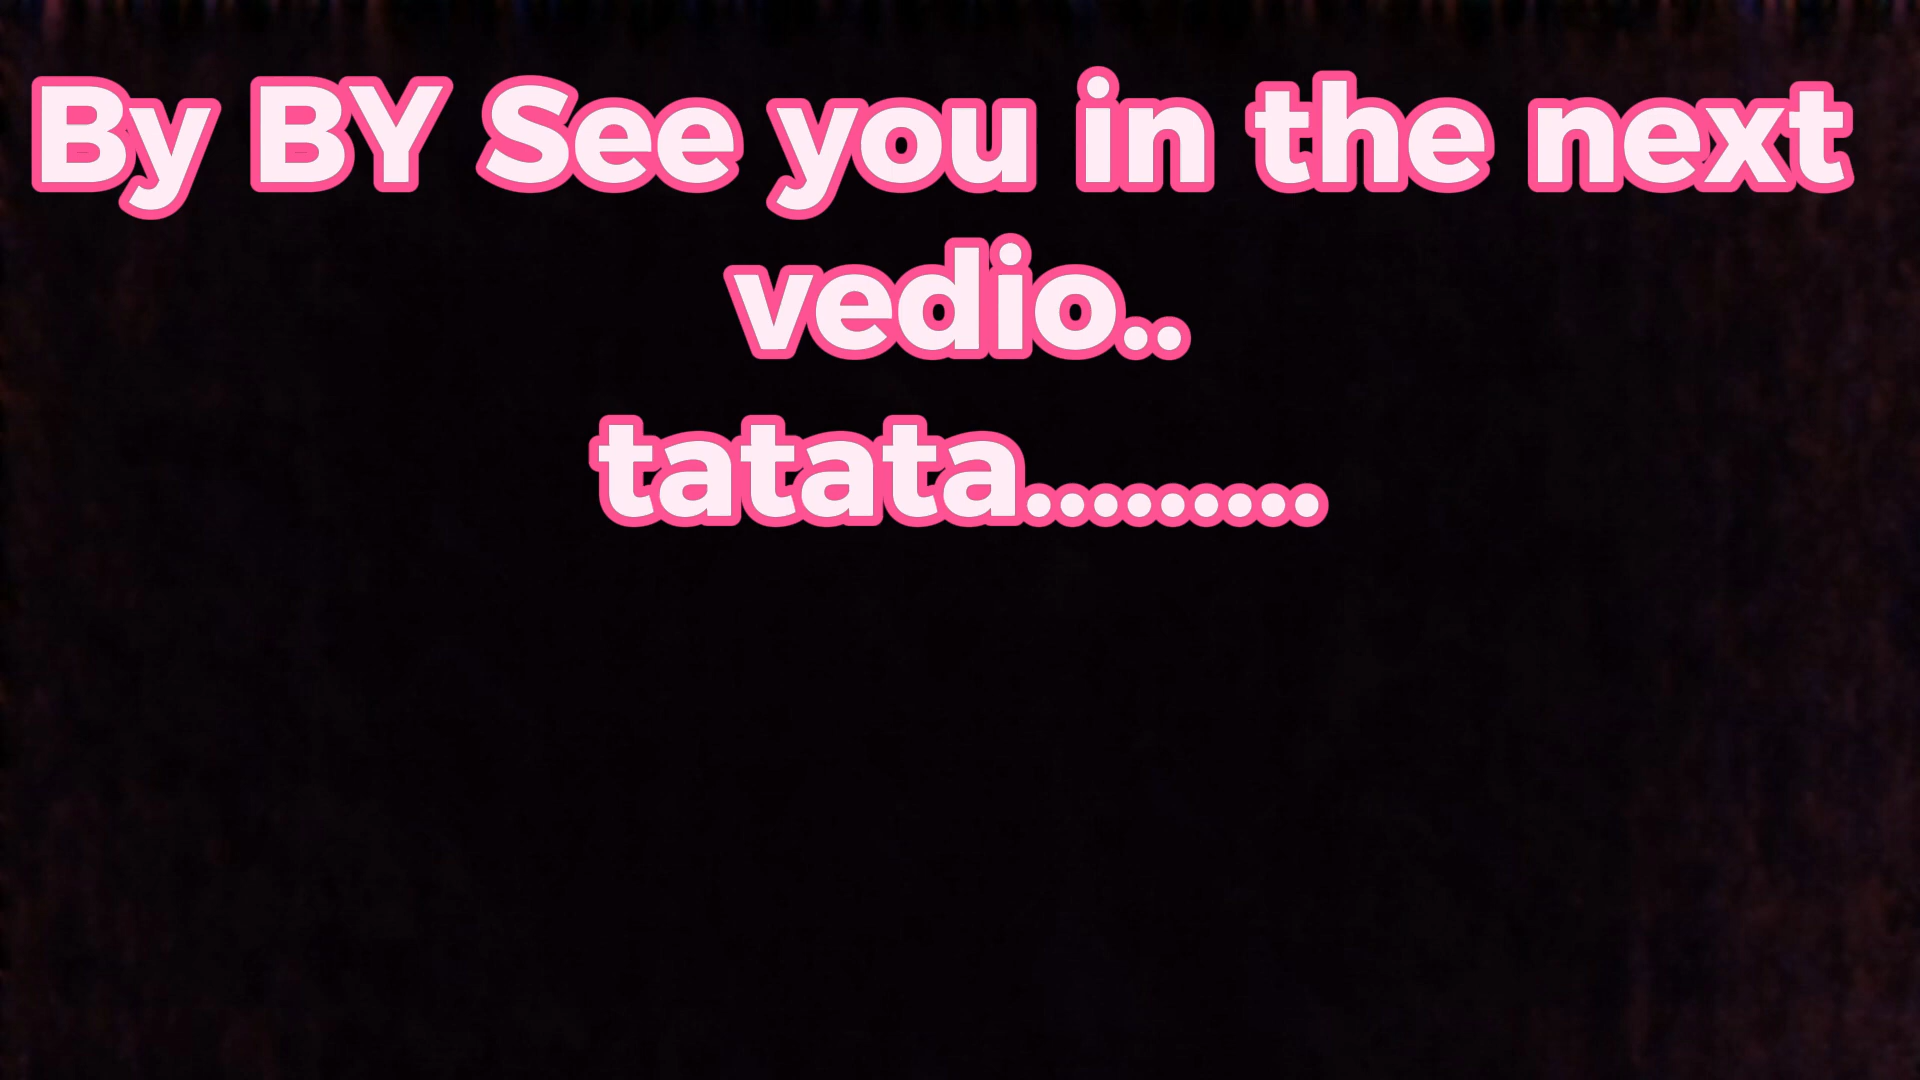 By BY See you in the next
vedio..
tatata.........